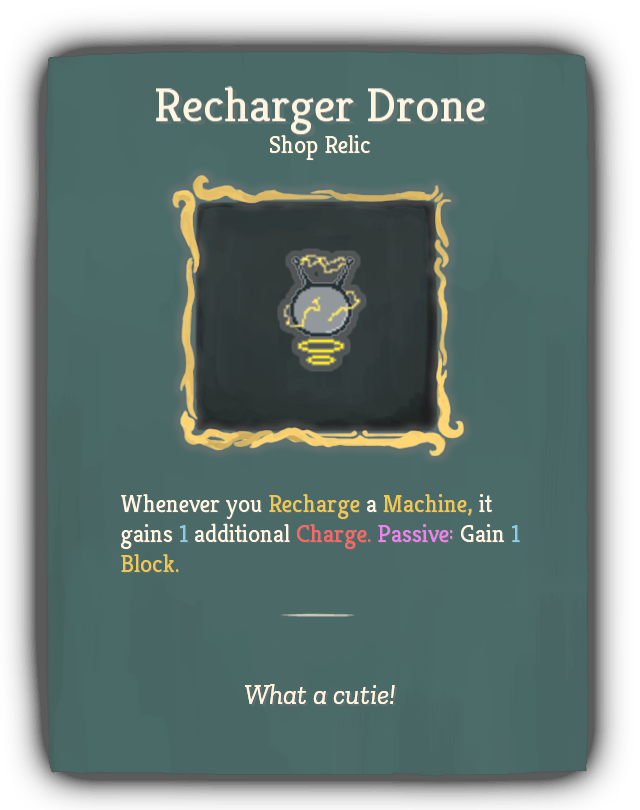 Recharger Drone
Shop Relic
Whenever you Recharge a Machine, it
gains 1 additional Charge. Passive: Gain 1
Block.
What a cutie!